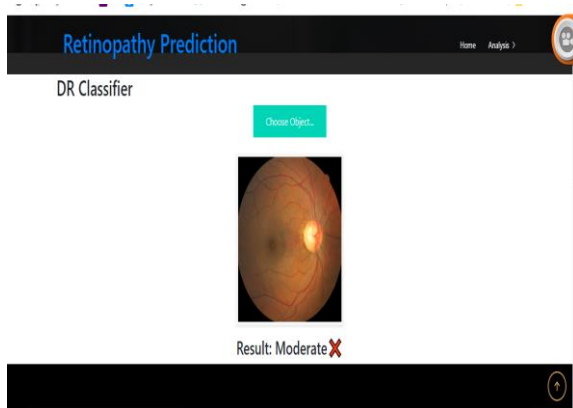 Retinopathy Prediction
Home Analysis >
DR Classifier
Choose Object...
Result: Moderate ❌